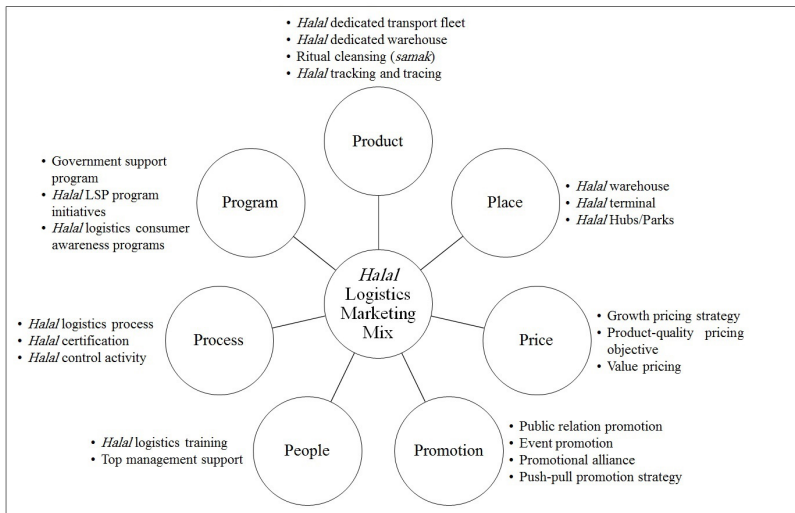 • Halal dedicated transport fleet
• Halal dedicated warehouse
• Ritual cleansing (samak)
• Halal tracking and tracing
Product
• Government support
program
• Halal LSP program
initiatives
• Halal logistics consumer
awareness programs
Program
Place
• Halal warehouse
• Halal terminal
• Halal Hubs/Parks
Halal
Logistics
Marketing
Mix
• Halal logistics process
• Halal certification
• Halal control activity
Process
Price
• Growth pricing strategy
• Product-quality pricing
objective
• Value pricing
• Halal logistics training
• Top management support
People
Promotion
• Public relation promotion
• Event promotion
• Promotional alliance
• Push-pull promotion strategy